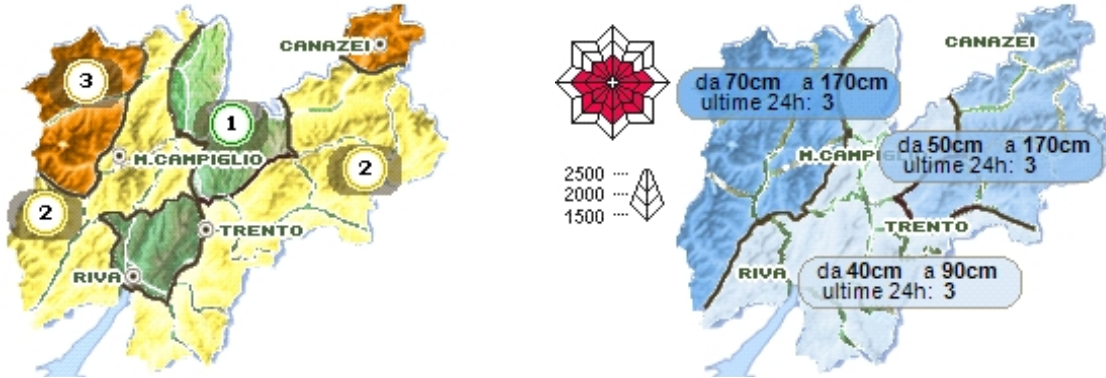 CANAZEI
3
1
M.CAMPIGLIO
2
2
TRENTO
RIVA
CANAZEI
da 70cm a 170cm
ultime 24h: 3
M.CAMPIG
da 50cm a 170cm
ultime 24h: 3
2500
2000
1500
TRENTO
RIVA
da 40cm a 90cm
ultime 24h: 3